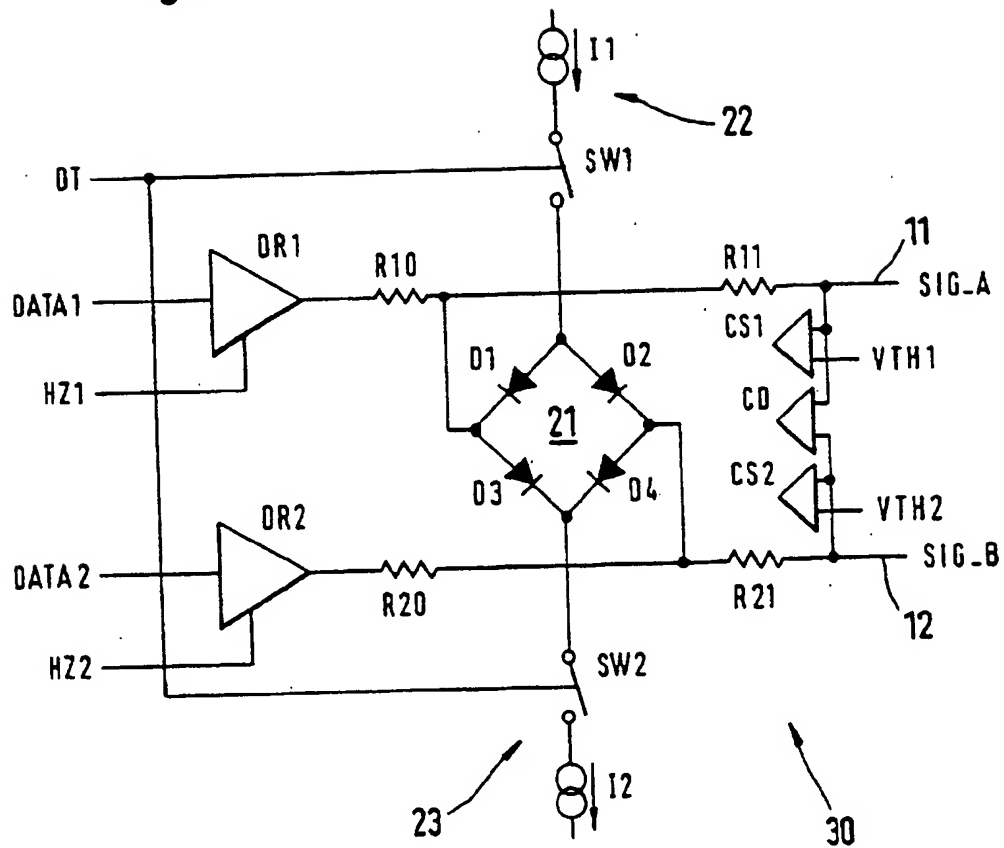 I1
22
DT
SW1
DR1
R10
R11
11
DATA1
SIG_A
CS1
VTH1
HZ1
D1
D2
CD
21
D3
D4
CS2
VTH2
DR2
DATA2
R20
R21
SIG_B
12
HZ2
SW2
I2
23
30